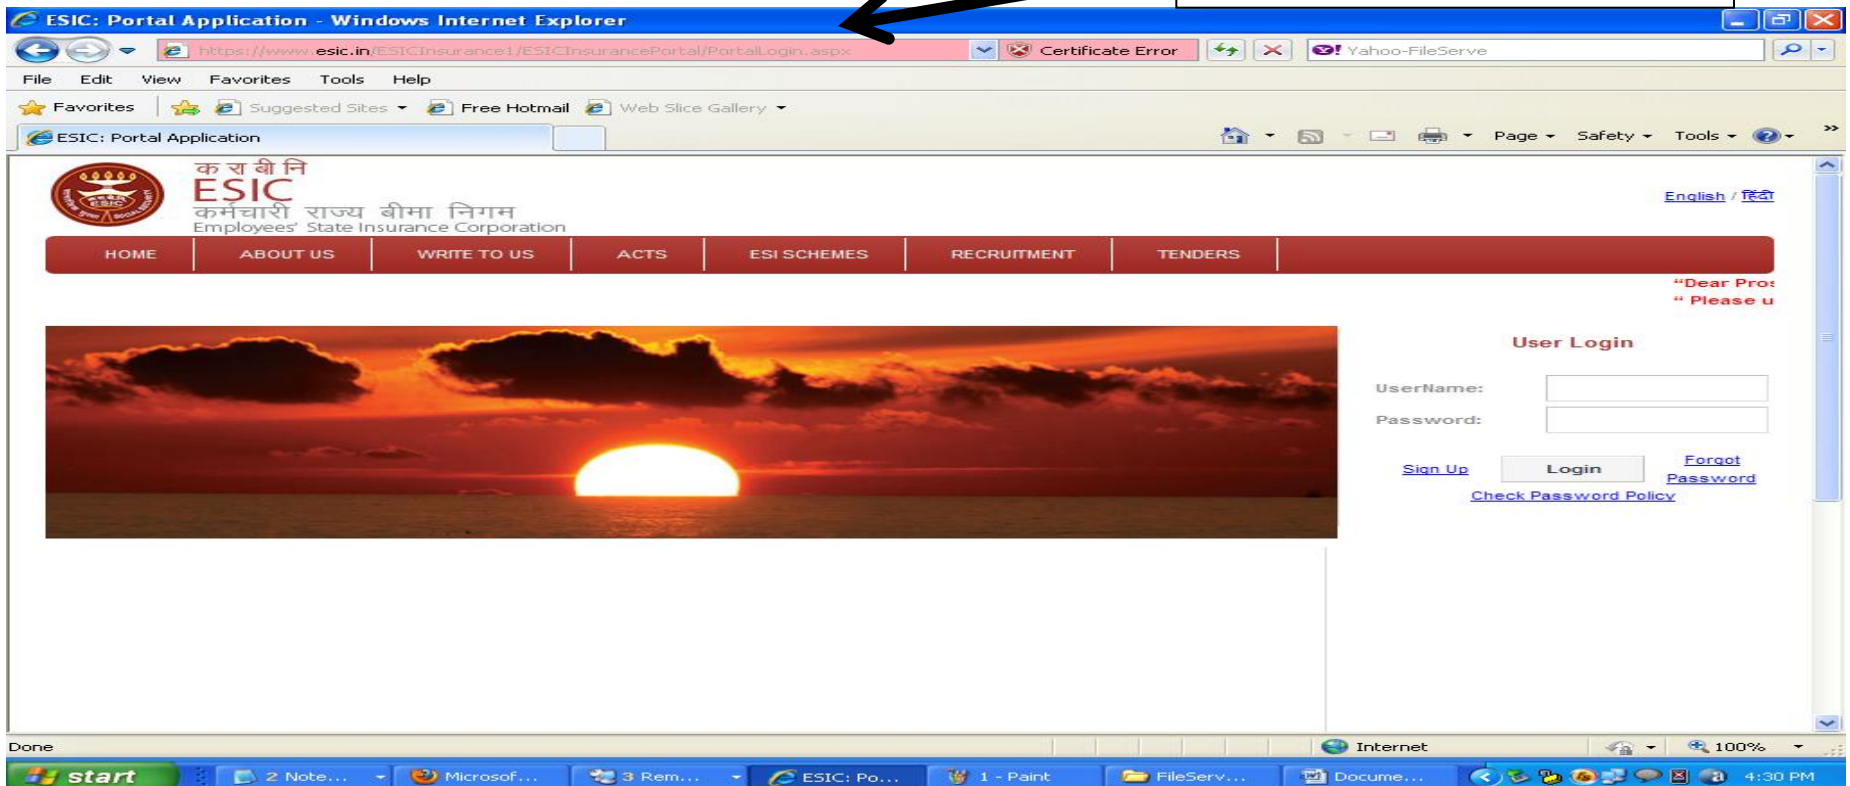 ESIC: Portal Application - Windows Internet Explorer
https://www.esic.in/ESICInsurance1/ESICInsurancePortal/PortalLogin.aspx Certificate Error Yahoo-FileServe
File Edit View Favorites Tools Help
Favorites Suggested Sites Free Hotmail Web Slice Gallery
ESIC: Portal Application Page Safety Tools
क रा बी नि
ESIC
कर्मचारी राज्य बीमा निगम
Employees' State Insurance Corporation
English / हिंदी
HOME ABOUT US WRITE TO US ACTS ESI SCHEMES RECRUITMENT TENDERS
“Dear Pros
“ Please u
User Login
UserName:
Password:
Sign Up Login Forgot Password
Check Password Policy
Done Internet 100%
start 2 Note... Microsof... 3 Rem... ESIC: Po... 1 - Paint FileServ... Docume... 4:30 PM